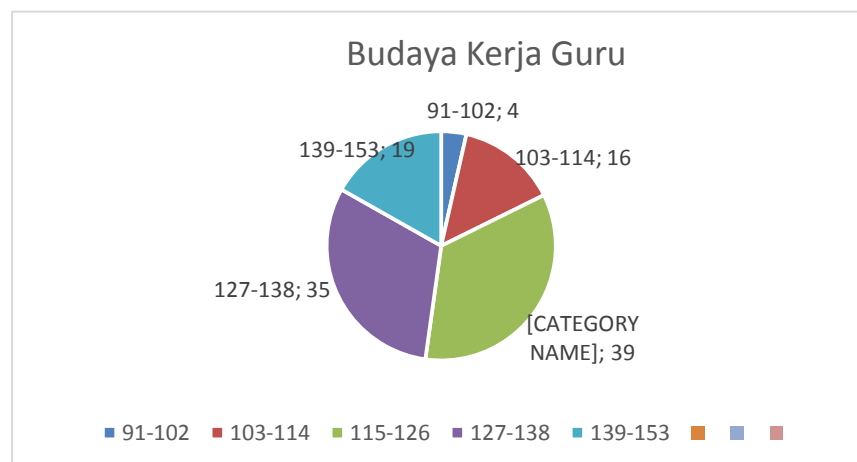 Budaya Kerja Guru
91-102; 4
139-153; 19
103-114; 16
127-138; 35
[CATEGORY
NAME]; 39
91-102 103-114 115-126 127-138 139-153